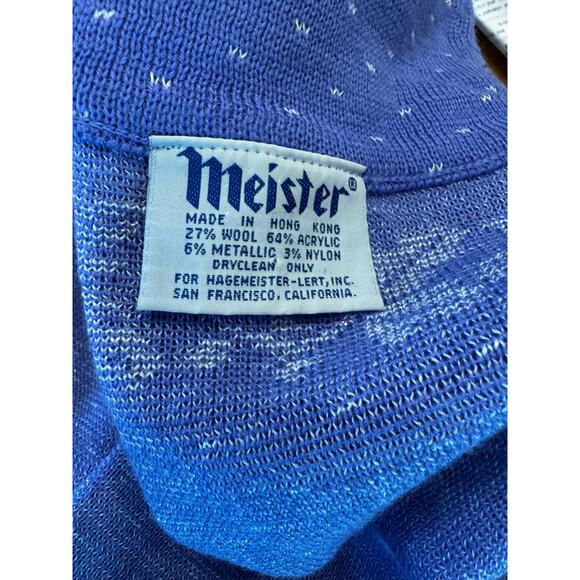 Meister®
MADE IN HONG KONG
27% WOOL 64% ACRYLIC
6% METALLIC 3% NYLON
DRYCLEAN ONLY
FOR HAGEMEISTER-LERT, INC.
SAN FRANCISCO, CALIFORNIA.